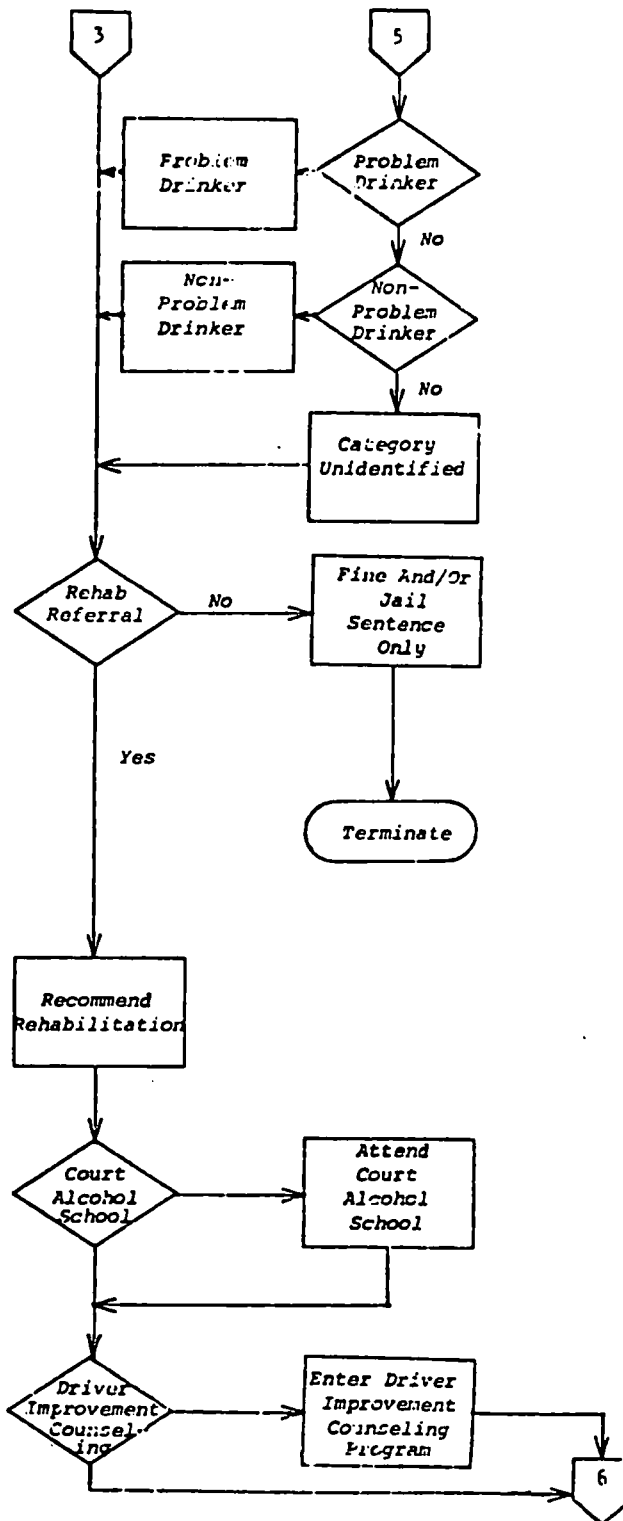 3
5
Problem
Drinker
Problem
Drinker
No
Non-
Problem
Drinker
Non-
Problem
Drinker
No
Category
Unidentified
Rehab
Referral
No
Fine And/Or
Jail
Sentence
Only
Yes
Terminate
Recommend
Rehabilitation
Court
Alcohol
School
Attend
Court
Alcohol
School
Driver
Improvement
Counsel-
ing
Enter Driver
Improvement
Counseling
Program
6